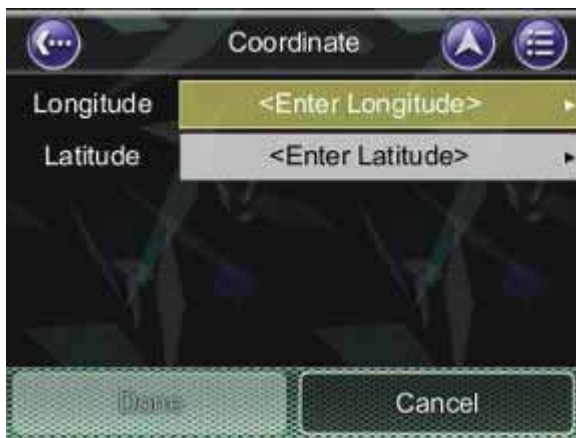 Coordinate
Longitude <Enter Longitude>
Latitude <Enter Latitude>
Done Cancel